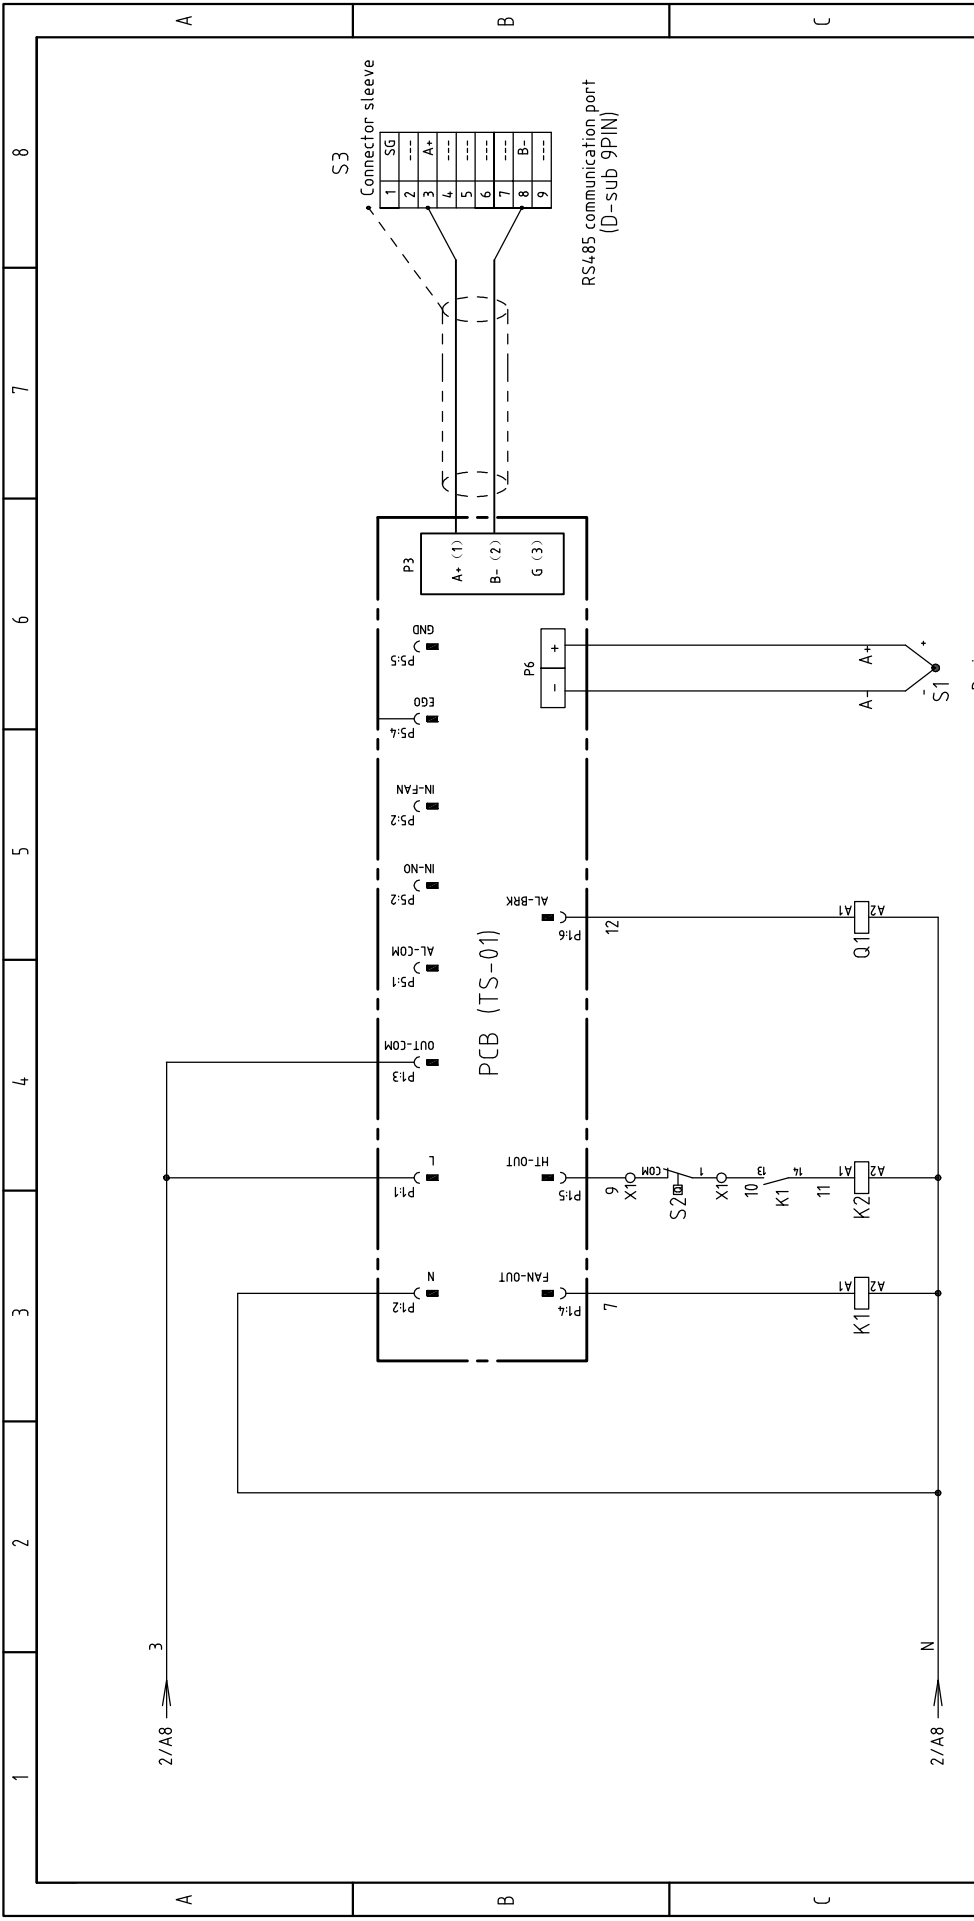 A
B
C
1
2
3
4
5
6
7
8
A
B
C
2/A8
3
2/A8
N
S3
Connector sleeve
1 SG
2 ----
3 A+
4 ----
5 ----
6 ----
7 ----
8 B-
9 ----
RS485 communication port
(D-sub 9PIN)
P3
A+ (1)
B- (2)
G (3)
P1:2 N
P1:1 L
P1:3 OUT-COM
P5:1 AL-COM
P5:2 IN-NO
P5:2 IN-FAN
P5:4 EGO
P5:5 GND
PCB (TS-01)
P1:4 FAN-OUT
P1:5 HT-OUT
P1:6 AL-BRK
P6
- +
7
K1
A1
A2
9
X1
COM
S2
1
X1
10
13
K1
14
11
K2
A1
A2
12
Q1
A1
A2
A-
A+
-
+
S1